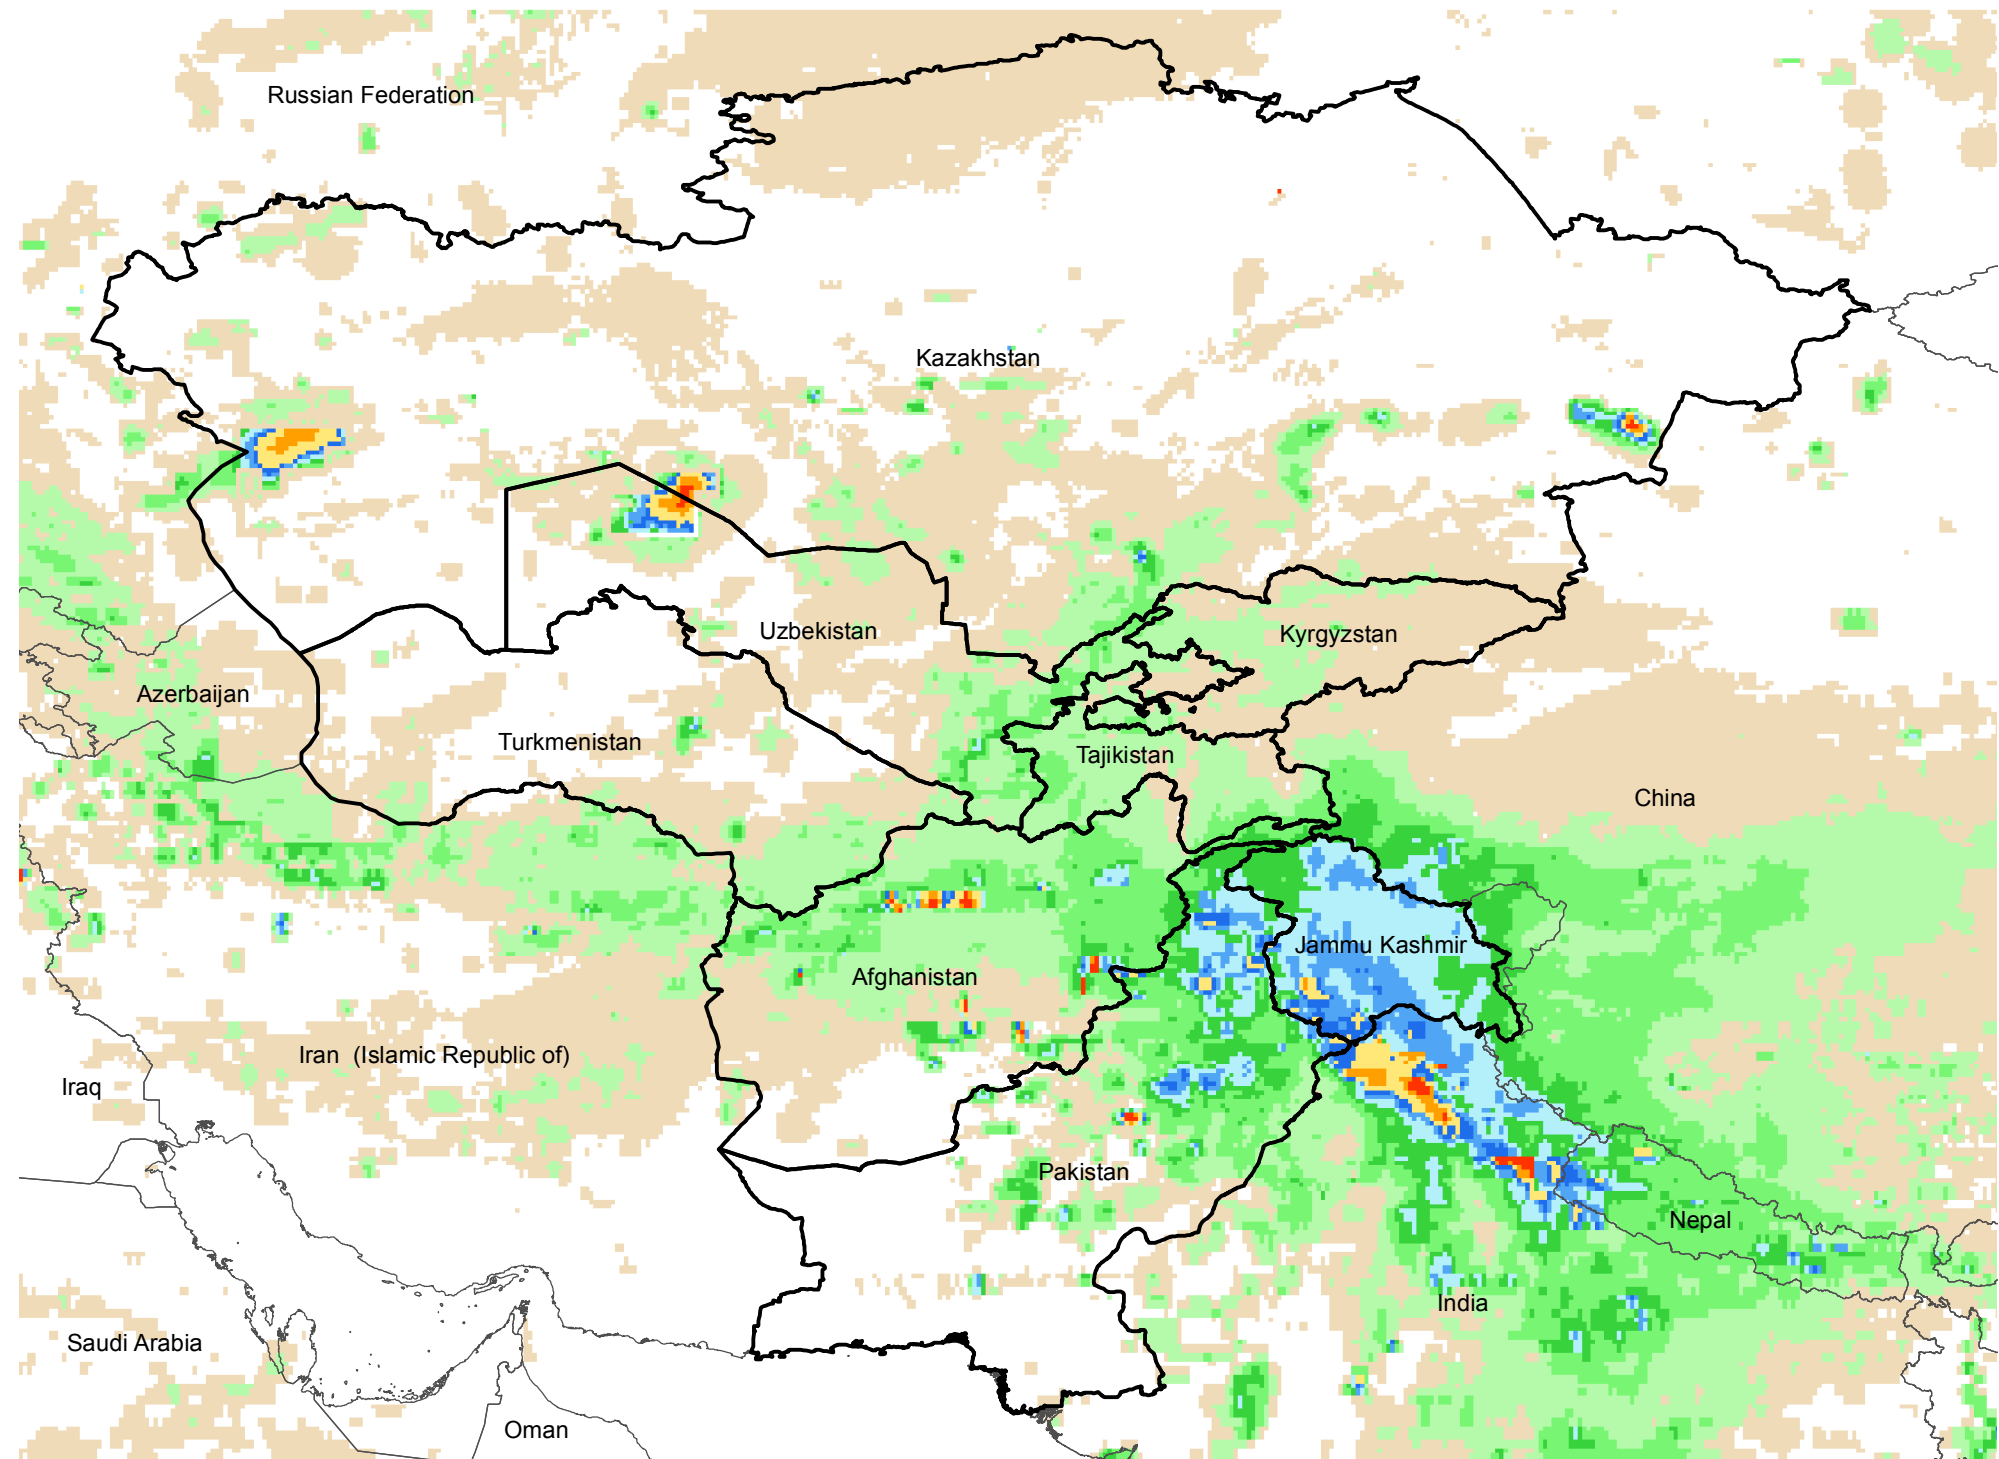 Russian Federation
Kazakhstan
Uzbekistan
Kyrgyzstan
Azerbaijan
Turkmenistan
Tajikistan
China
Jammu Kashmir
Afghanistan
Iran  (Islamic Republic of)
Iraq
Pakistan
Nepal
India
Saudi Arabia
Oman